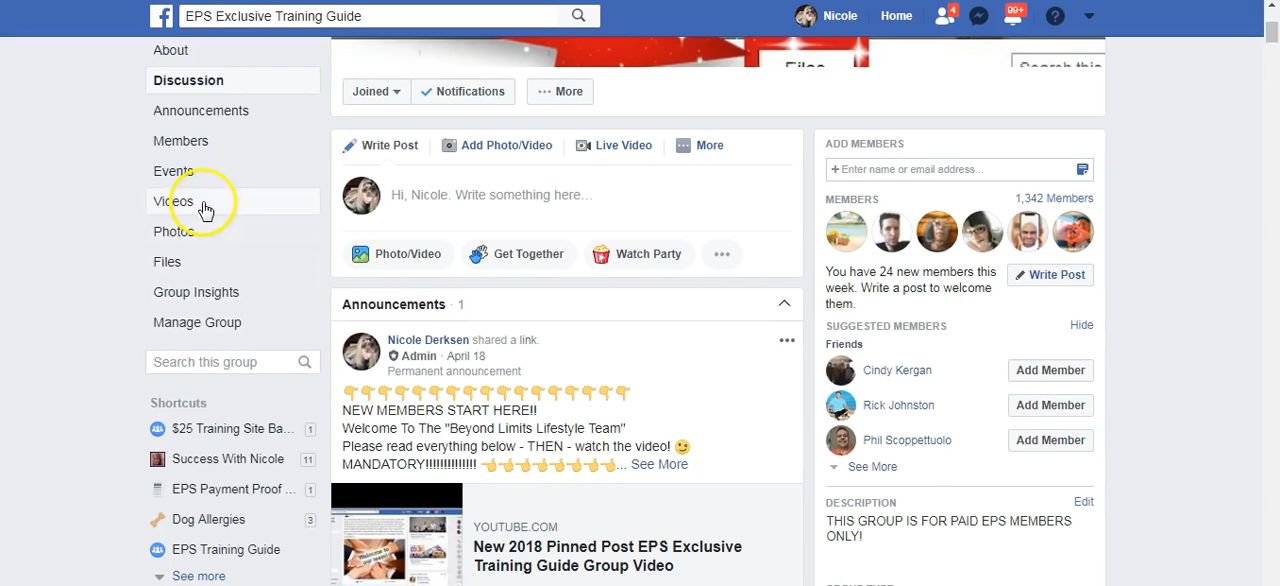 EPS Exclusive Training Guide
Nicole
Home
4
99+
About
Discussion
Announcements
Members
Events
Videos
Photos
Files
Group Insights
Manage Group
Search this group
Shortcuts
$25 Training Site Ba... 1
Success With Nicole 11
EPS Payment Proof ... 1
Dog Allergies 3
EPS Training Guide
See more
Files
Search this
Joined
Notifications
More
Write Post
Add Photo/Video
Live Video
More
Hi, Nicole. Write something here...
Photo/Video
Get Together
Watch Party
Announcements · 1
Nicole Derksen shared a link.
Admin · April 18
Permanent announcement
👇👇👇👇👇👇👇👇👇👇👇👇👇👇👇👇👇
NEW MEMBERS START HERE!!
Welcome To The "Beyond Limits Lifestyle Team"
Please read everything below - THEN - watch the video! 😉
MANDATORY!!!!!!!!!!!!!! 👈👈👈👈👈👈👈👈... See More
YOUTUBE.COM
New 2018 Pinned Post EPS Exclusive
Training Guide Group Video
ADD MEMBERS
+ Enter name or email address...
MEMBERS
1,342 Members
You have 24 new members this
week. Write a post to welcome
them.
Write Post
SUGGESTED MEMBERS
Hide
Friends
Cindy Kergan
Add Member
Rick Johnston
Add Member
Phil Scoppettuolo
Add Member
See More
DESCRIPTION
Edit
THIS GROUP IS FOR PAID EPS MEMBERS
ONLY!